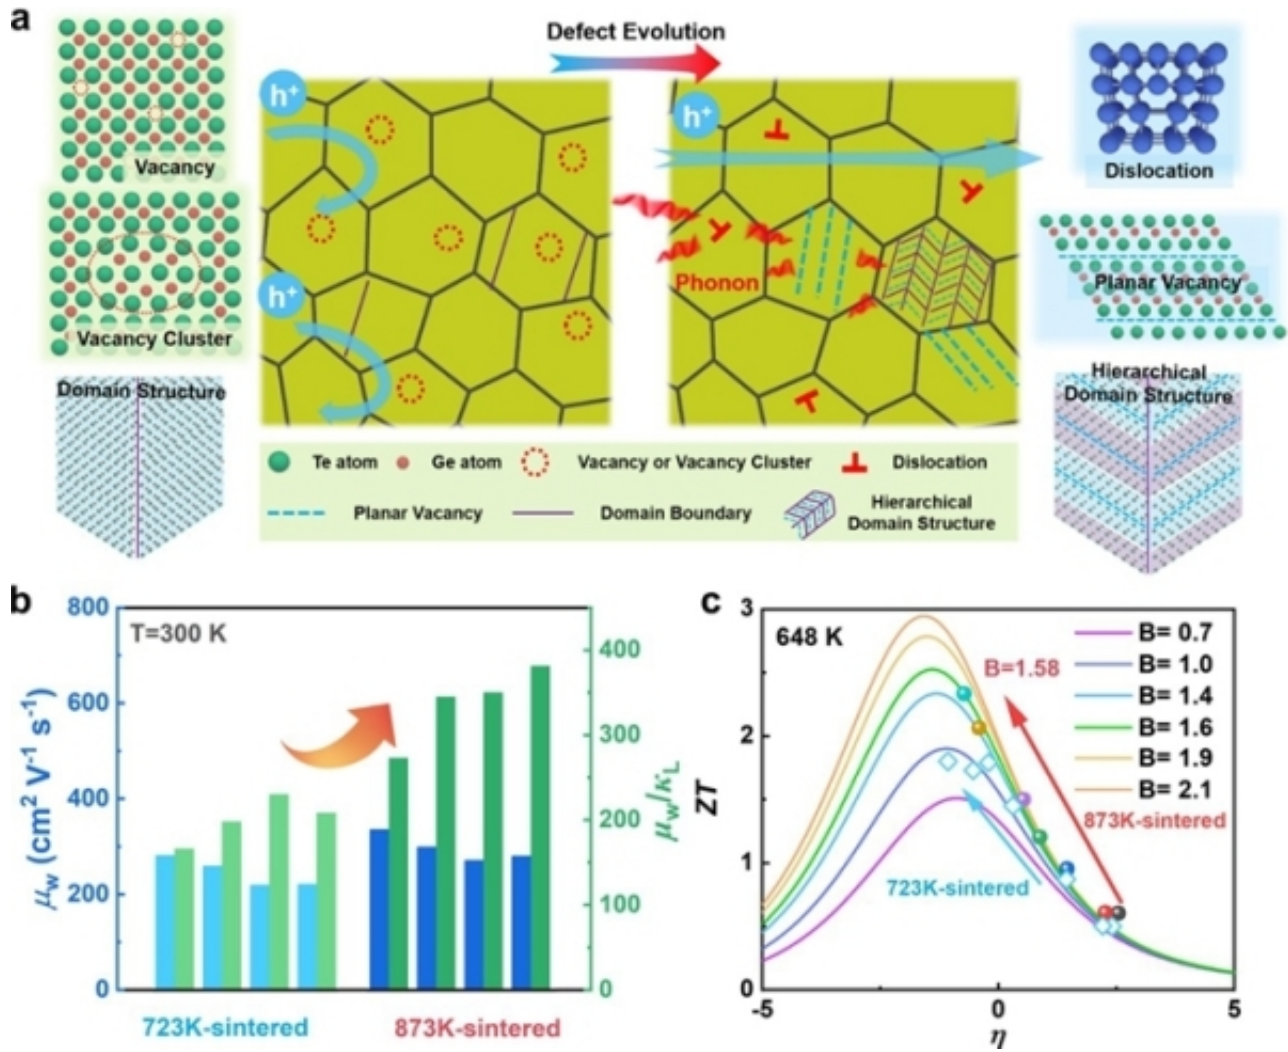 a
Defect Evolution
Vacancy
Vacancy Cluster
Domain Structure
h⁺
h⁺
h⁺
Phonon
Dislocation
Planar Vacancy
Hierarchical
Domain Structure
Te atom
Ge atom
Vacancy or Vacancy Cluster
Dislocation
Planar Vacancy
Domain Boundary
Hierarchical
Domain Structure
b
T=300 K
μw (cm² V⁻¹ s⁻¹)
800
600
400
200
0
μw/κL
400
300
200
100
0
723K-sintered
873K-sintered
c
648 K
ZT
3
2
1
0
-5
0
5
η
B=1.58
B= 0.7
B= 1.0
B= 1.4
B= 1.6
B= 1.9
B= 2.1
873K-sintered
723K-sintered